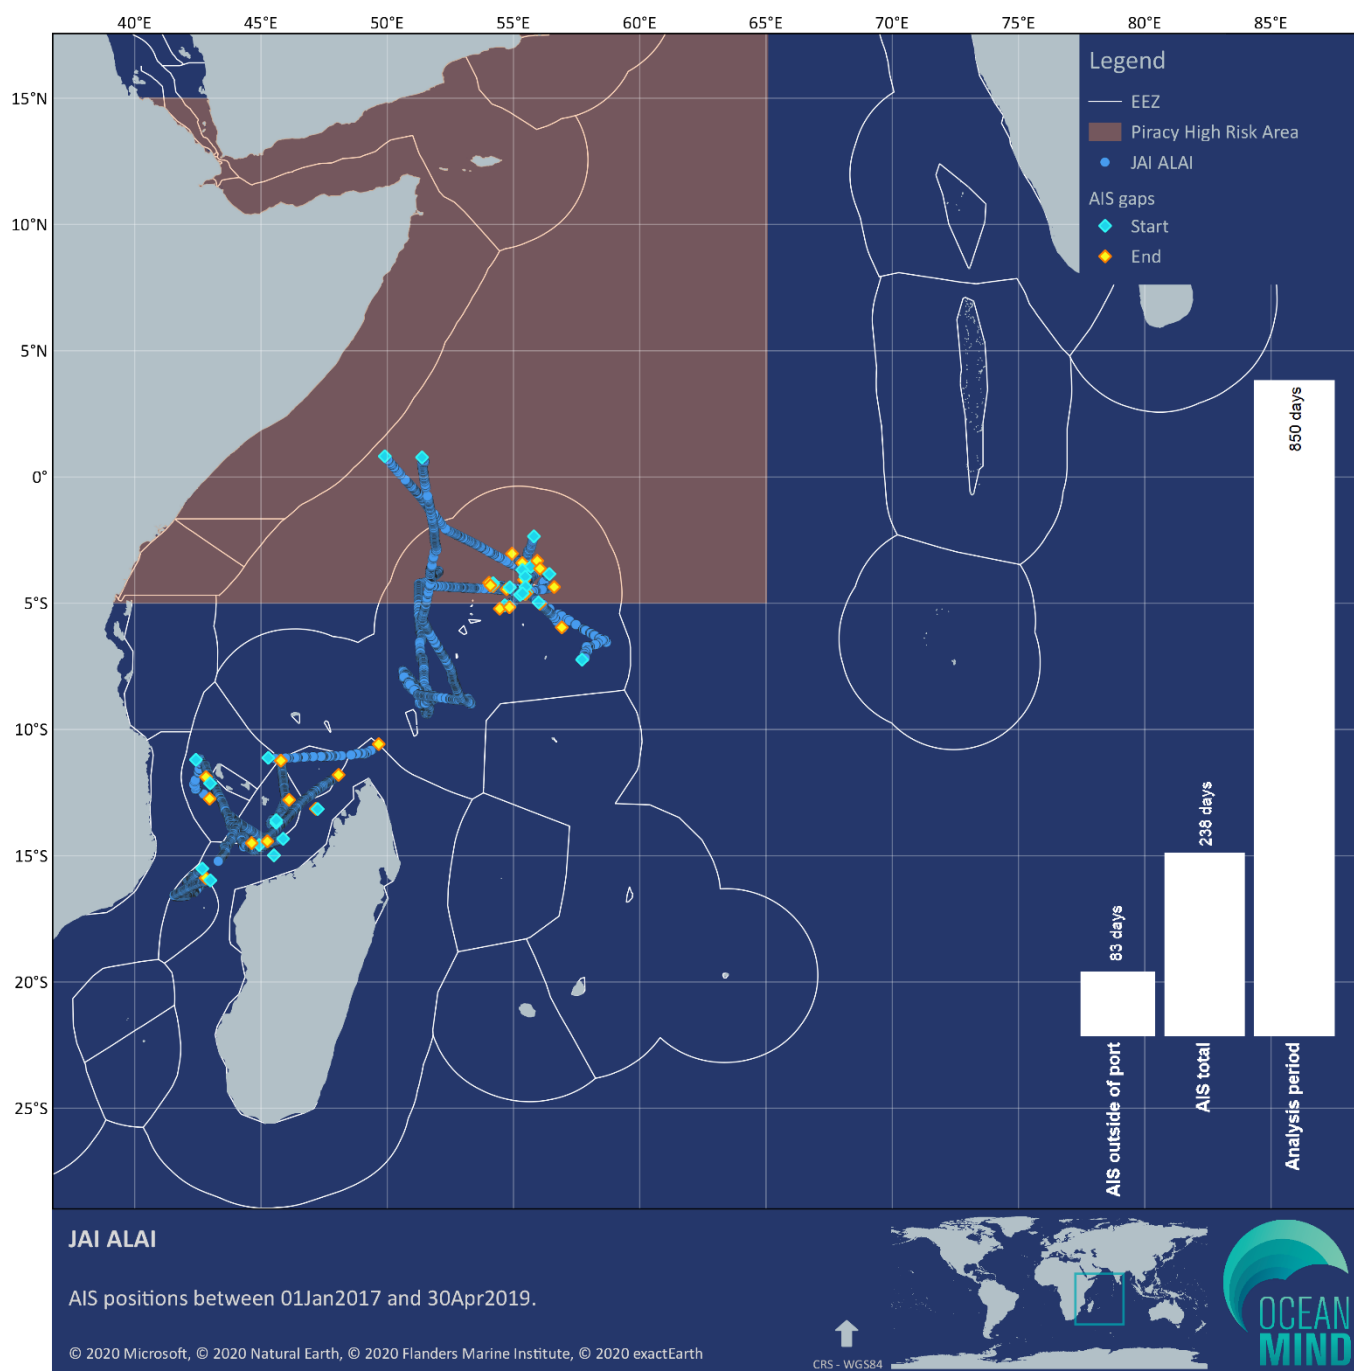 40°E 45°E 50°E 55°E 60°E 65°E 70°E 75°E 80°E 85°E
Legend
EEZ
Piracy High Risk Area
JAI ALAI
AIS gaps
Start
End
15°N
10°N
5°N
0°
5°S
10°S
15°S
20°S
25°S
83 days
238 days
850 days
AIS outside of port
AIS total
Analysis period
JAI ALAI
AIS positions between 01Jan2017 and 30Apr2019.
© 2020 Microsoft, © 2020 Natural Earth, © 2020 Flanders Marine Institute, © 2020 exactEarth
CRS - WGS84
OCEAN
MIND